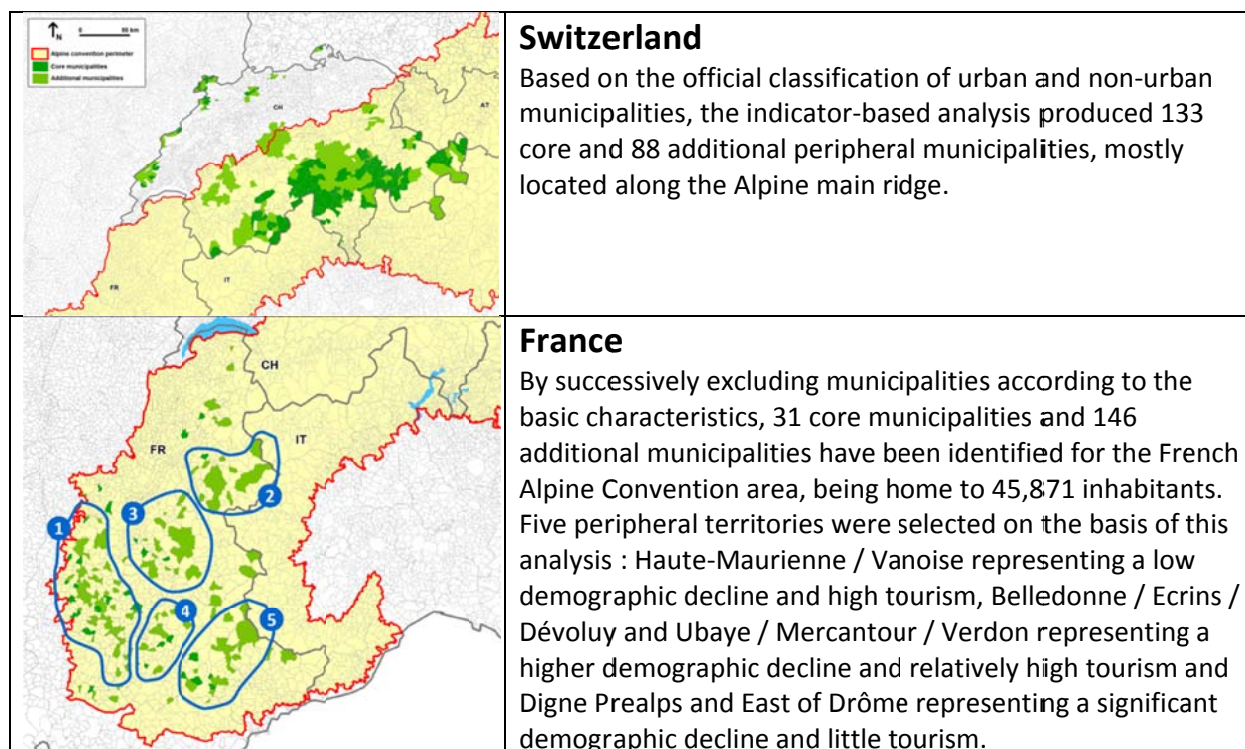 N
0 50 km
Alpine convention perimeter
Core municipalities
Additional municipalities
CH
AT
FR
IT
Switzerland
Based on the official classification of urban and non-urban
municipalities, the indicator-based analysis produced 133
core and 88 additional peripheral municipalities, mostly
located along the Alpine main ridge.
CH
IT
FR
2
1
3
4
5
France
By successively excluding municipalities according to the
basic characteristics, 31 core municipalities and 146
additional municipalities have been identified for the French
Alpine Convention area, being home to 45,871 inhabitants.
Five peripheral territories were selected on the basis of this
analysis : Haute-Maurienne / Vanoise representing a low
demographic decline and high tourism, Belledonne / Ecrins /
Dévoluy and Ubaye / Mercantour / Verdon representing a
higher demographic decline and relatively high tourism and
Digne Prealps and East of Drôme representing a significant
demographic decline and little tourism.